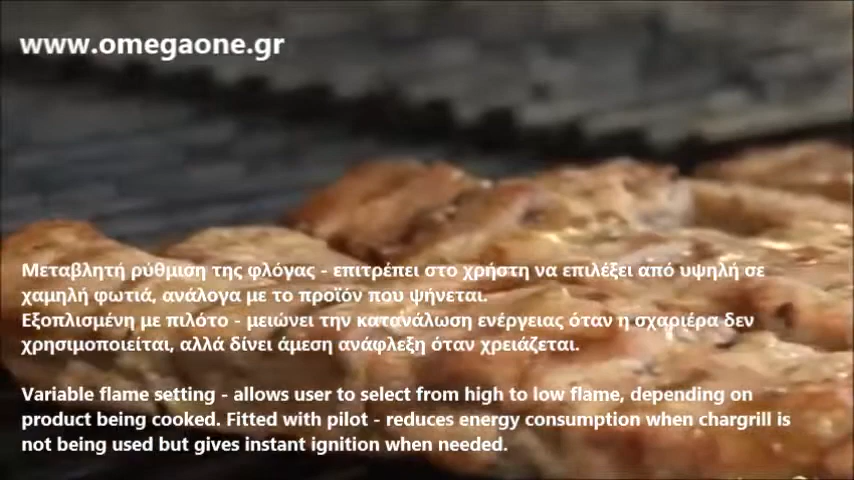 www.omegaone.gr
Μεταβλητή ρύθμιση της φλόγας - επιτρέπει στο χρήστη να επιλέξει από υψηλή σε
χαμηλή φωτιά, ανάλογα με το προϊόν που ψήνεται.
Εξοπλισμένη με πιλότο - μειώνει την κατανάλωση ενέργειας όταν η σχαριέρα δεν
χρησιμοποιείται, αλλά δίνει άμεση ανάφλεξη όταν χρειάζεται.
Variable flame setting - allows user to select from high to low flame, depending on
product being cooked. Fitted with pilot - reduces energy consumption when chargrill is
not being used but gives instant ignition when needed.